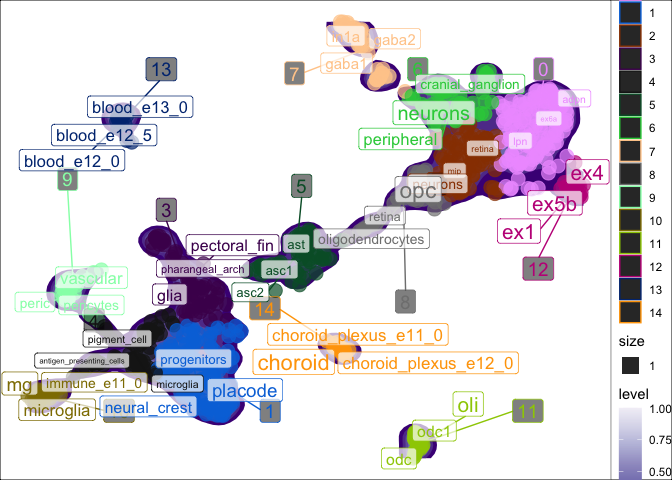 gaba2
gaba1
7
13
6
0
cranial_ganglion
blood_e13_0
neurons
ex6a
blood_e12_5
peripheral
lpn
retina
blood_e12_0
mip
ex4
9
5
neurons
opc
ex5b
3
retina
ex1
pectoral_fin
ast
oligodendrocytes
pharangeal_arch
asc1
12
vascular
glia
asc2
8
peric
pericytes
14
4
choroid_plexus_e11_0
pigment_cell
antigen_presenting_cells
progenitors
choroid
choroid_plexus_e12_0
mg
immune_e11_0
microglia
placode
microglia
neural_crest
1
oli
11
odc1
odc
1
2
3
4
5
6
7
8
9
10
11
12
13
14
size
1
level
1.00
0.75
0.50